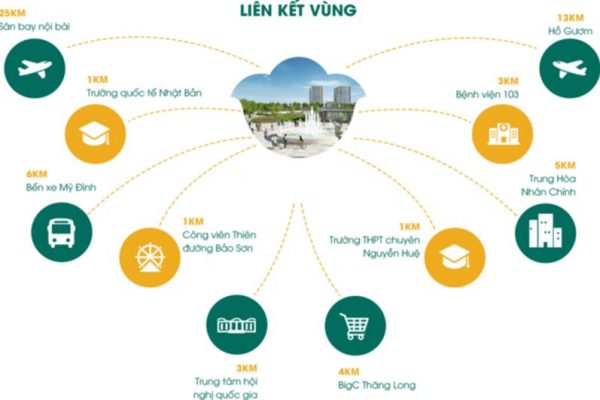 LIÊN KẾT VÙNG
25KM
Sân bay nội bài
13KM
Hồ Gươm
1KM
Trường quốc tế Nhật Bản
3KM
Bệnh viện 103
6KM
Bến xe Mỹ Đình
5KM
Trung Hòa
Nhân Chính
1KM
Công viên Thiên
đường Bảo Sơn
1KM
Trường THPT chuyên
Nguyễn Huệ
3KM
Trung tâm hội
nghị quốc gia
4KM
BigC Thăng Long